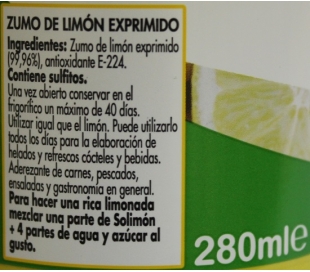 ZUMO DE LIMÓN EXPRIMIDO
Ingredientes: Zumo de limón exprimido
(99,96%), antioxidante E-224.
Contiene sulfitos.
Una vez abierto conservar en el
frigorífico un máximo de 40 días.
Utilizar igual que el limón. Puede utilizarlo
todos los días para la elaboración de
helados y refrescos cócteles y bebidas.
Aderezante de carnes, pescados,
ensaladas y gastronomía en general.
Para hacer una rica limonada
mezclar una parte de Solimón
+ 4 partes de agua y azúcar al
gusto.
280ml e